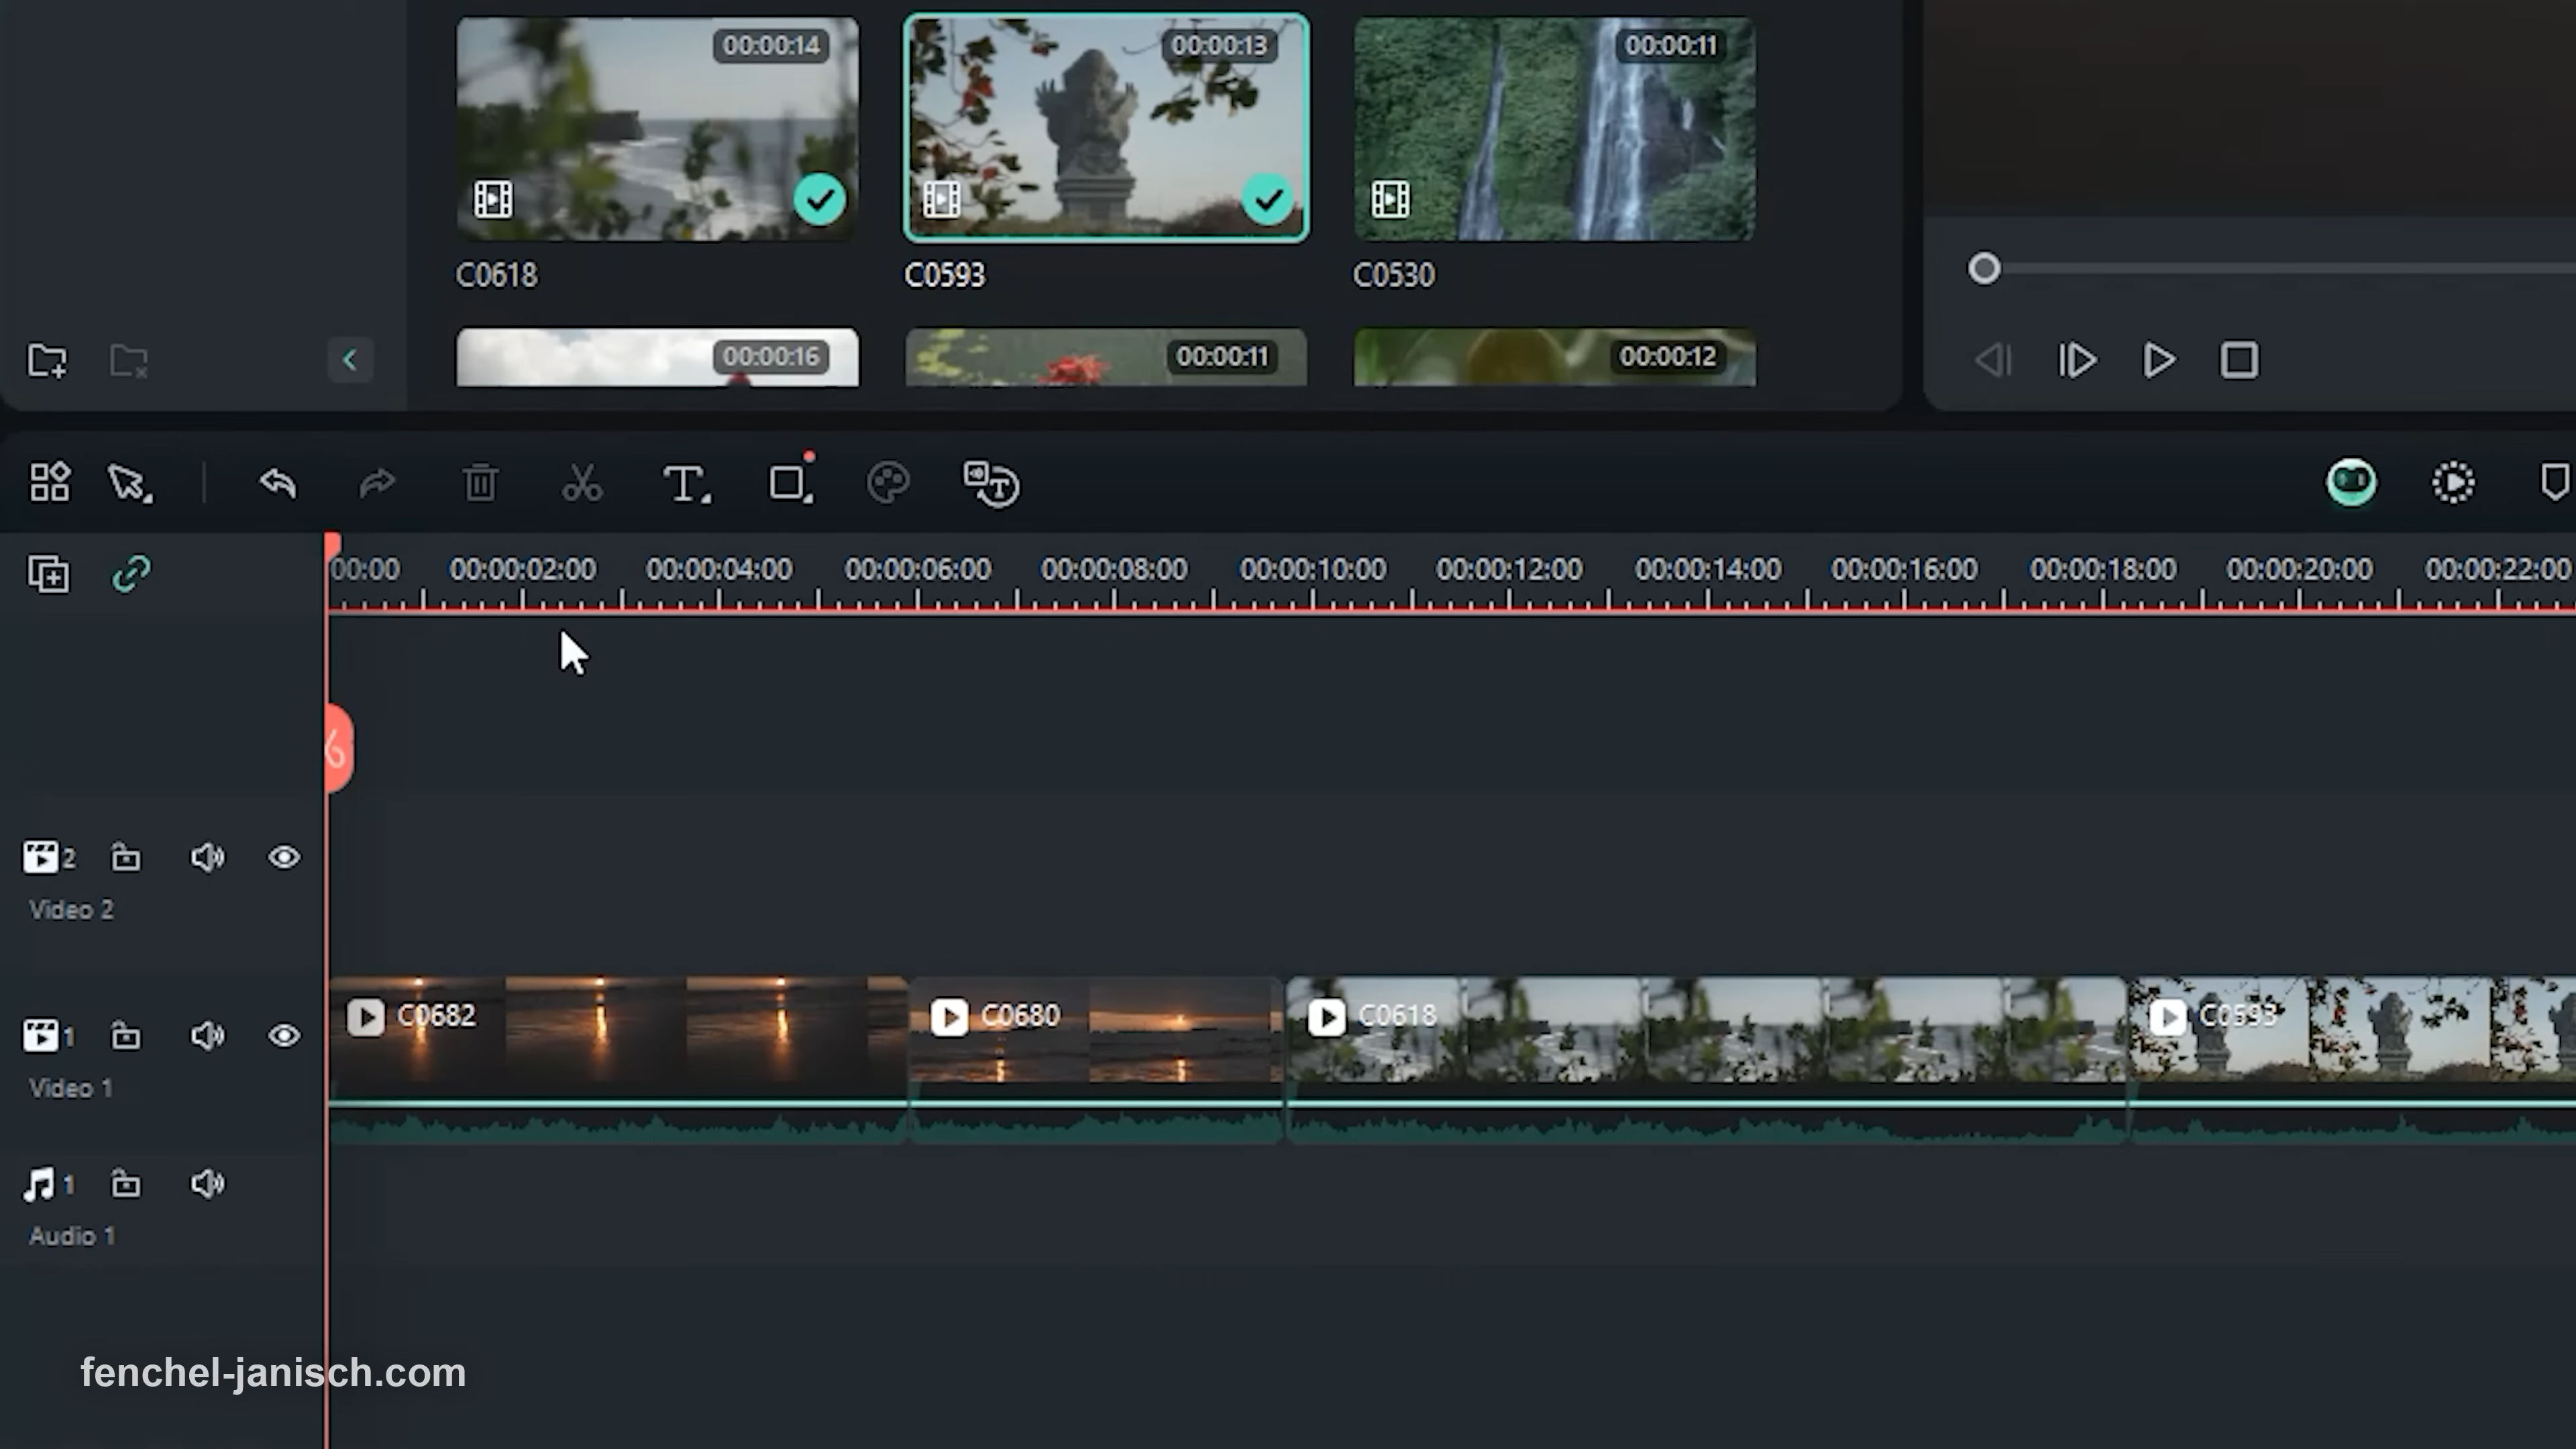 00:00:14
00:00:13
00:00:11
C0618
C0593
C0530
00:00:16
00:00:11
00:00:12
00:00
00:00:02:00
00:00:04:00
00:00:06:00
00:00:08:00
00:00:10:00
00:00:12:00
00:00:14:00
00:00:16:00
00:00:18:00
00:00:20:00
00:00:22:00
2
Video 2
C0682
C0680
C0618
C0593
1
Video 1
1
Audio 1
fenchel-janisch.com